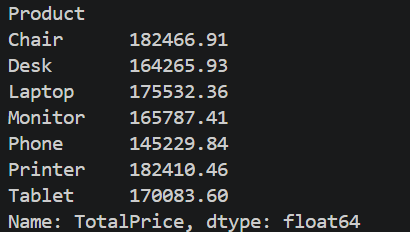 Product
Chair      182466.91
Desk       164265.93
Laptop     175532.36
Monitor    165787.41
Phone      145229.84
Printer    182410.46
Tablet     170083.60
Name: TotalPrice, dtype: float64